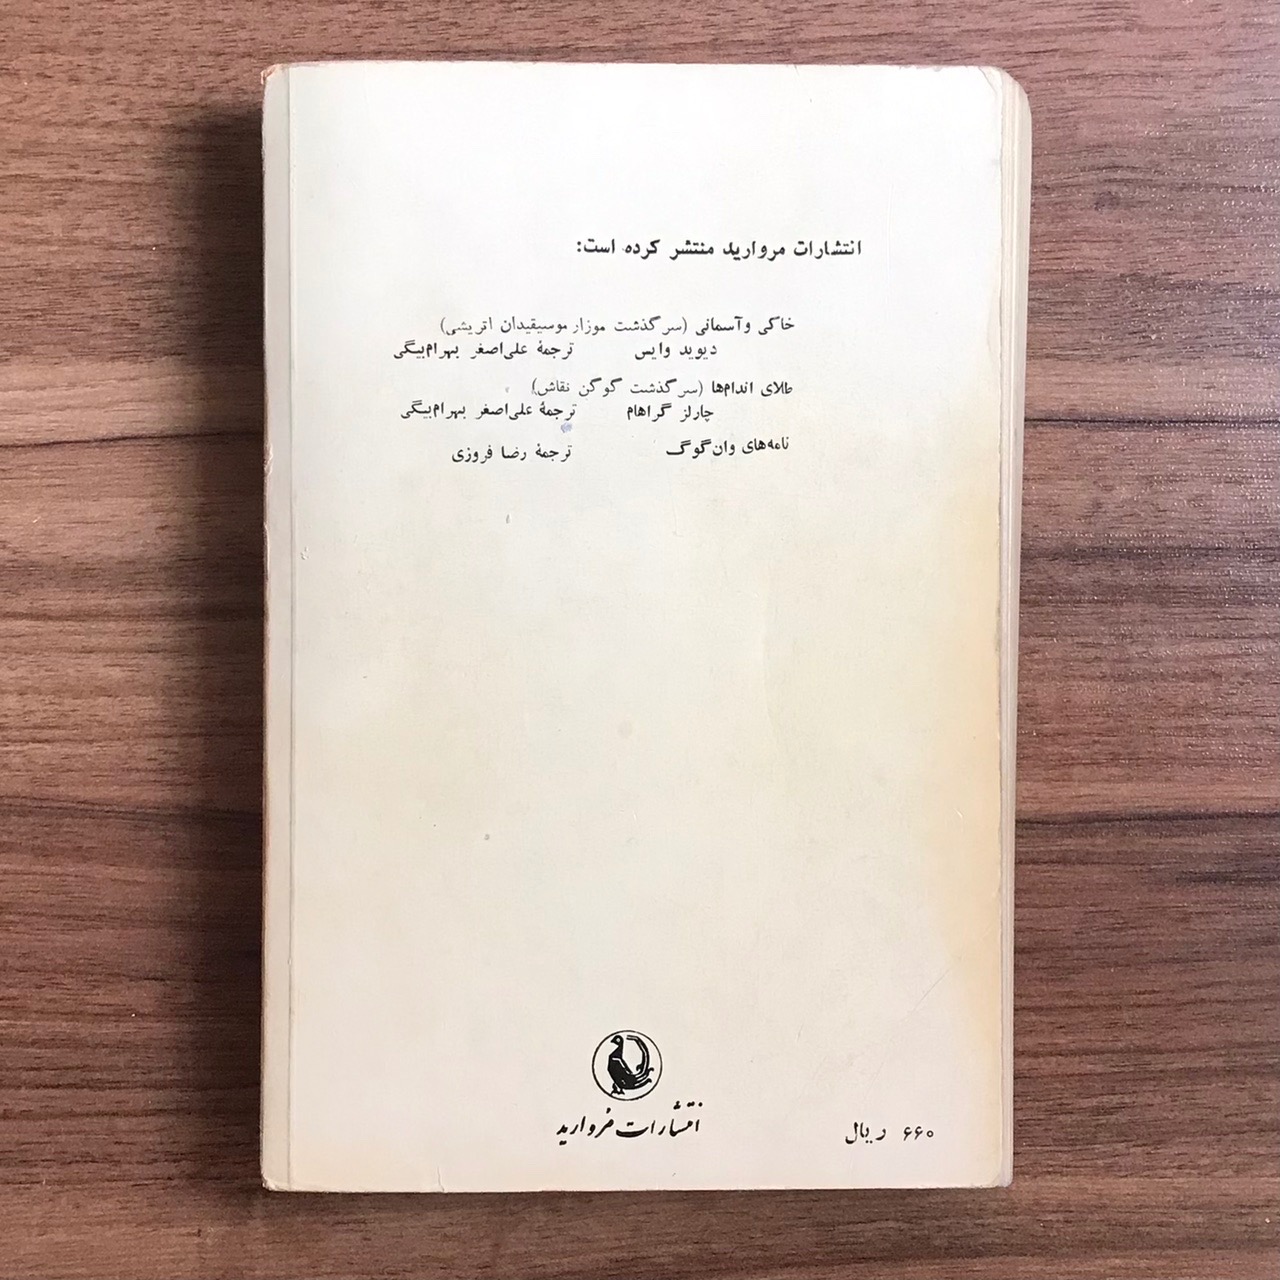 انتشارات مروارید منتشر کرده است:
خاکی و آسمانی (سرگذشت موزار موسیقیدان اتریشی)
دیوید وایس ترجمهٔ علی‌اصغر بهرام‌بیگی
طلای اندام‌ها (سرگذشت گوگن نقاش)
چارلز گراهام ترجمهٔ علی‌اصغر بهرام‌بیگی
نامه‌های وان‌گوگ ترجمهٔ رضا فروزی
انتشارات مروارید
۶۶۰ ریال